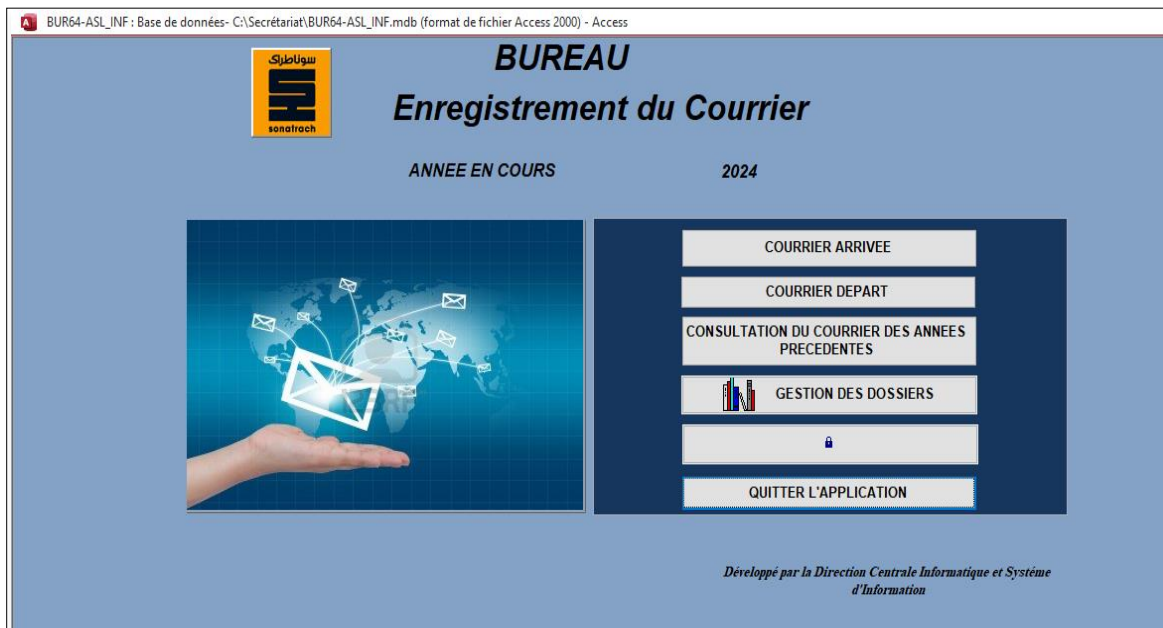 BUR64-ASL_INF : Base de données- C:\Secrétariat\BUR64-ASL_INF.mdb (format de fichier Access 2000) - Access
سوناطراك
sonatrach
BUREAU
Enregistrement du Courrier
ANNEE EN COURS 2024
COURRIER ARRIVEE
COURRIER DEPART
CONSULTATION DU COURRIER DES ANNEES
PRECEDENTES
GESTION DES DOSSIERS
QUITTER L'APPLICATION
Développé par la Direction Centrale Informatique et Systéme
d'Information